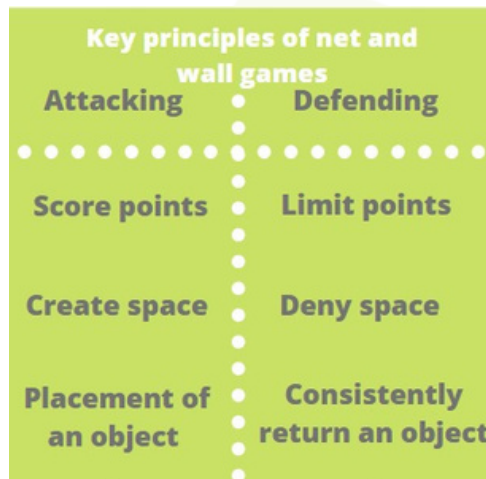 Key principles of net and
wall games
Attacking
Defending
Score points
Limit points
Create space
Deny space
Placement of
an object
Consistently
return an object